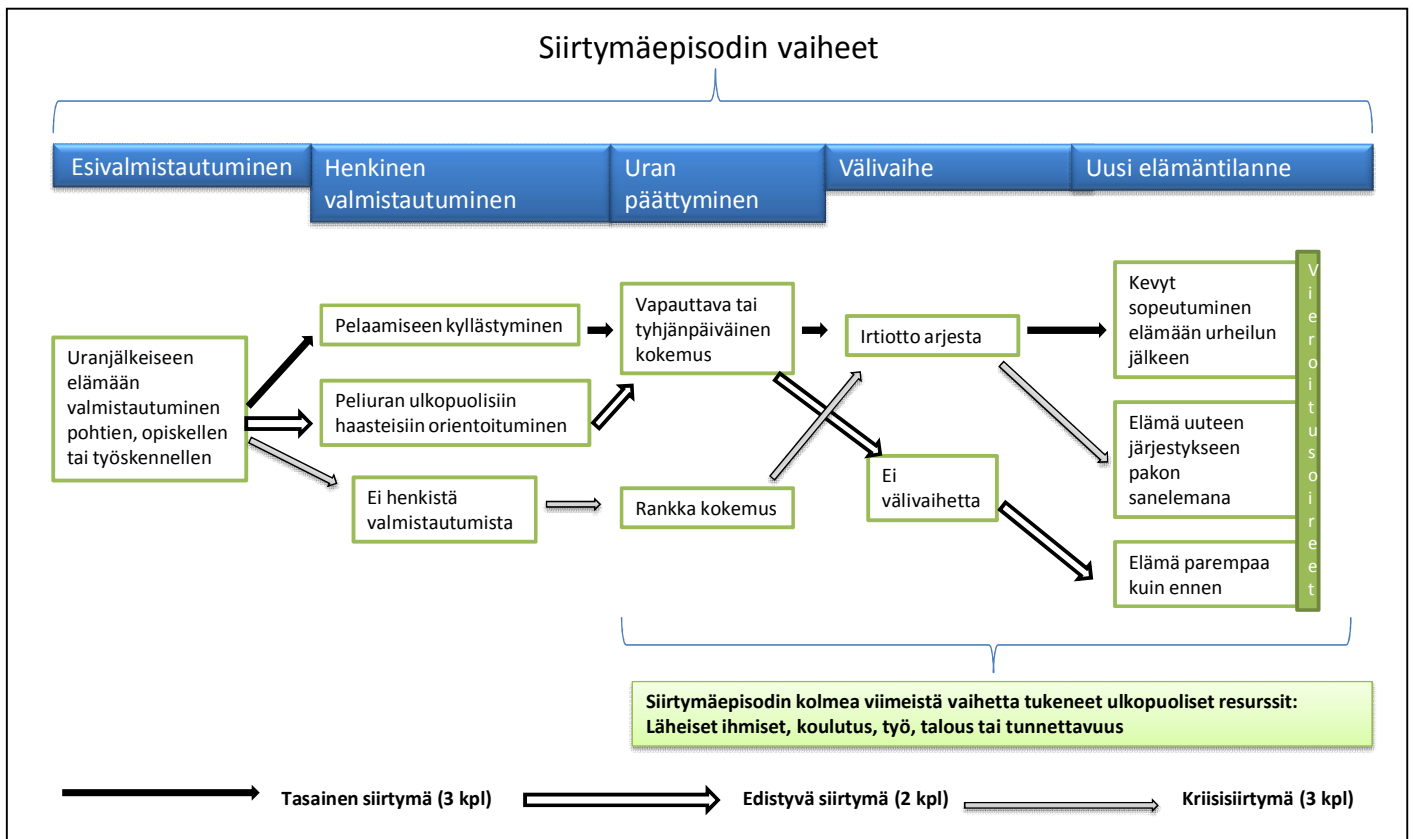 Siirtymäepisodin vaiheet
Esivalmistautuminen
Henkinen
valmistautuminen
Uran
päättyminen
Välivaihe
Uusi elämäntilanne
Uranjälkeiseen
elämään
valmistautuminen
pohtien, opiskellen
tai työskennellen
Pelaamiseen kyllästyminen
Peliuran ulkopuolisiin
haasteisiin orientoituminen
Ei henkistä
valmistautumista
Vapauttava tai
tyhjänpäiväinen
kokemus
Rankka kokemus
Irtiotto arjesta
Ei
välivaihetta
Kevyt
sopeutuminen
elämään urheilun
jälkeen
Elämä uuteen
järjestykseen
pakon
sanelemana
Elämä parempaa
kuin ennen
Vieroitusoireet
Siirtymäepisodin kolmea viimeistä vaihetta tukeneet ulkopuoliset resurssit:
Läheiset ihmiset, koulutus, työ, talous tai tunnettavuus
Tasainen siirtymä (3 kpl)
Edistyvä siirtymä (2 kpl)
Kriisisiirtymä (3 kpl)